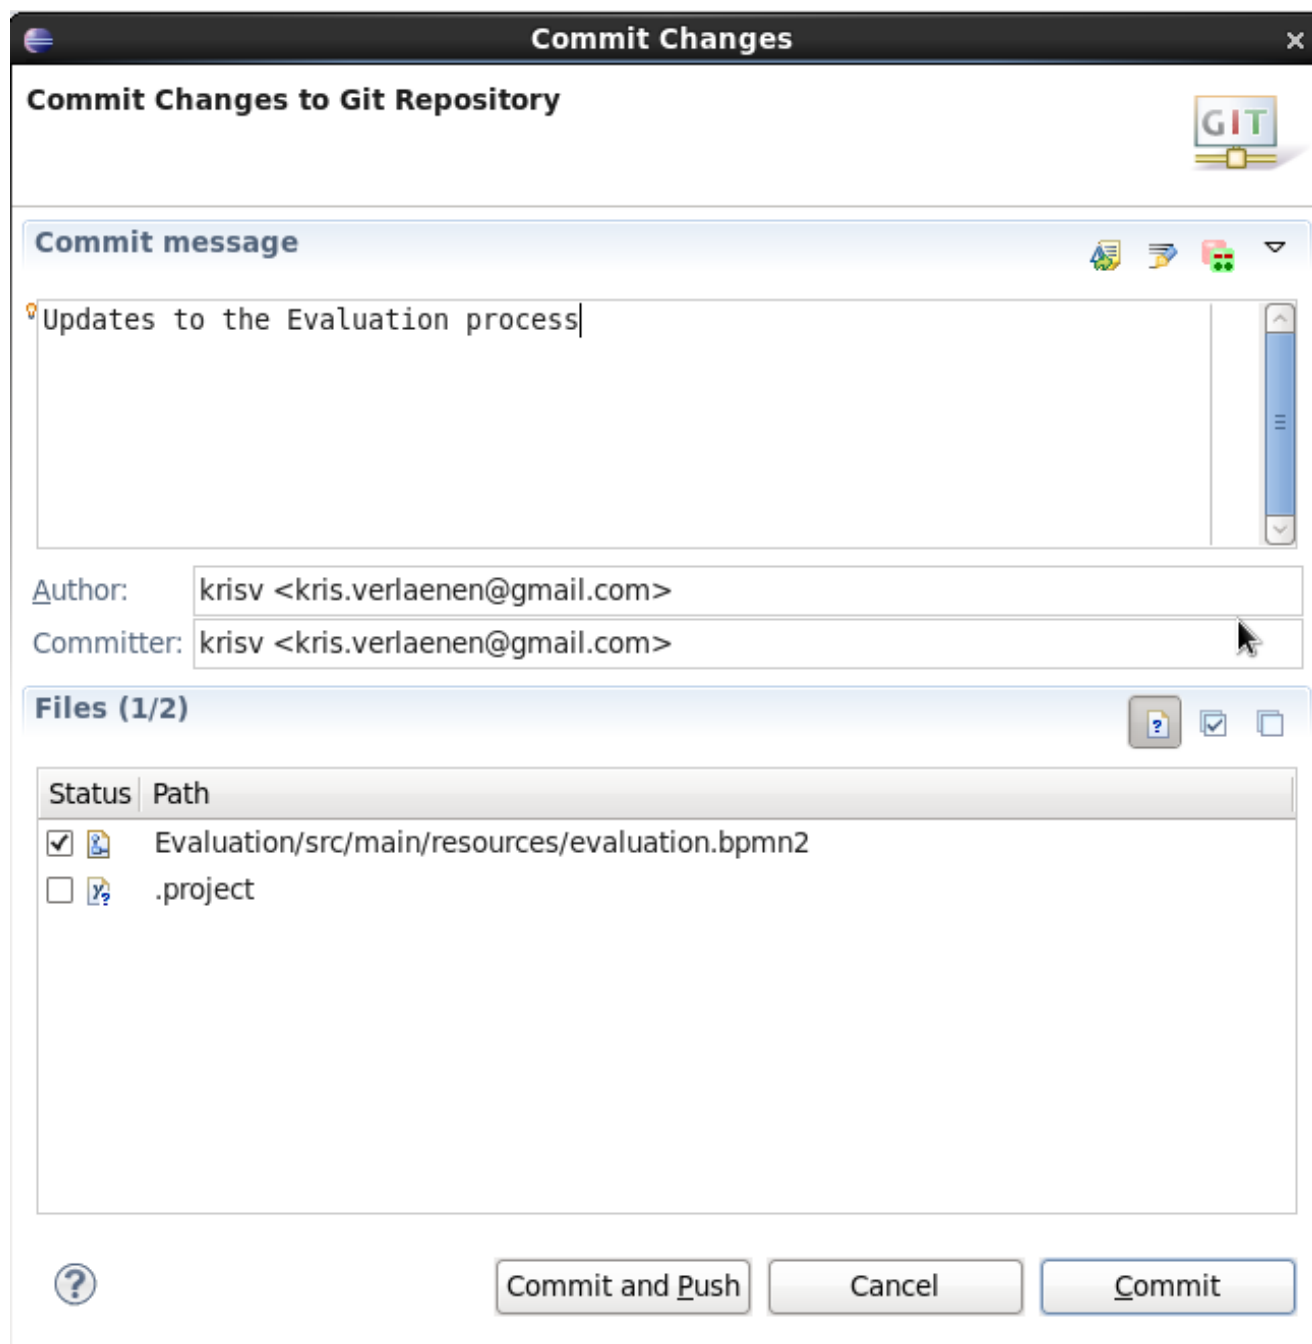 Commit Changes
Commit Changes to Git Repository
GIT
Commit message
Updates to the Evaluation process
Author: krisv <kris.verlaenen@gmail.com>
Committer: krisv <kris.verlaenen@gmail.com>
Files (1/2)
Status Path
Evaluation/src/main/resources/evaluation.bpmn2
.project
Commit and Push Cancel Commit